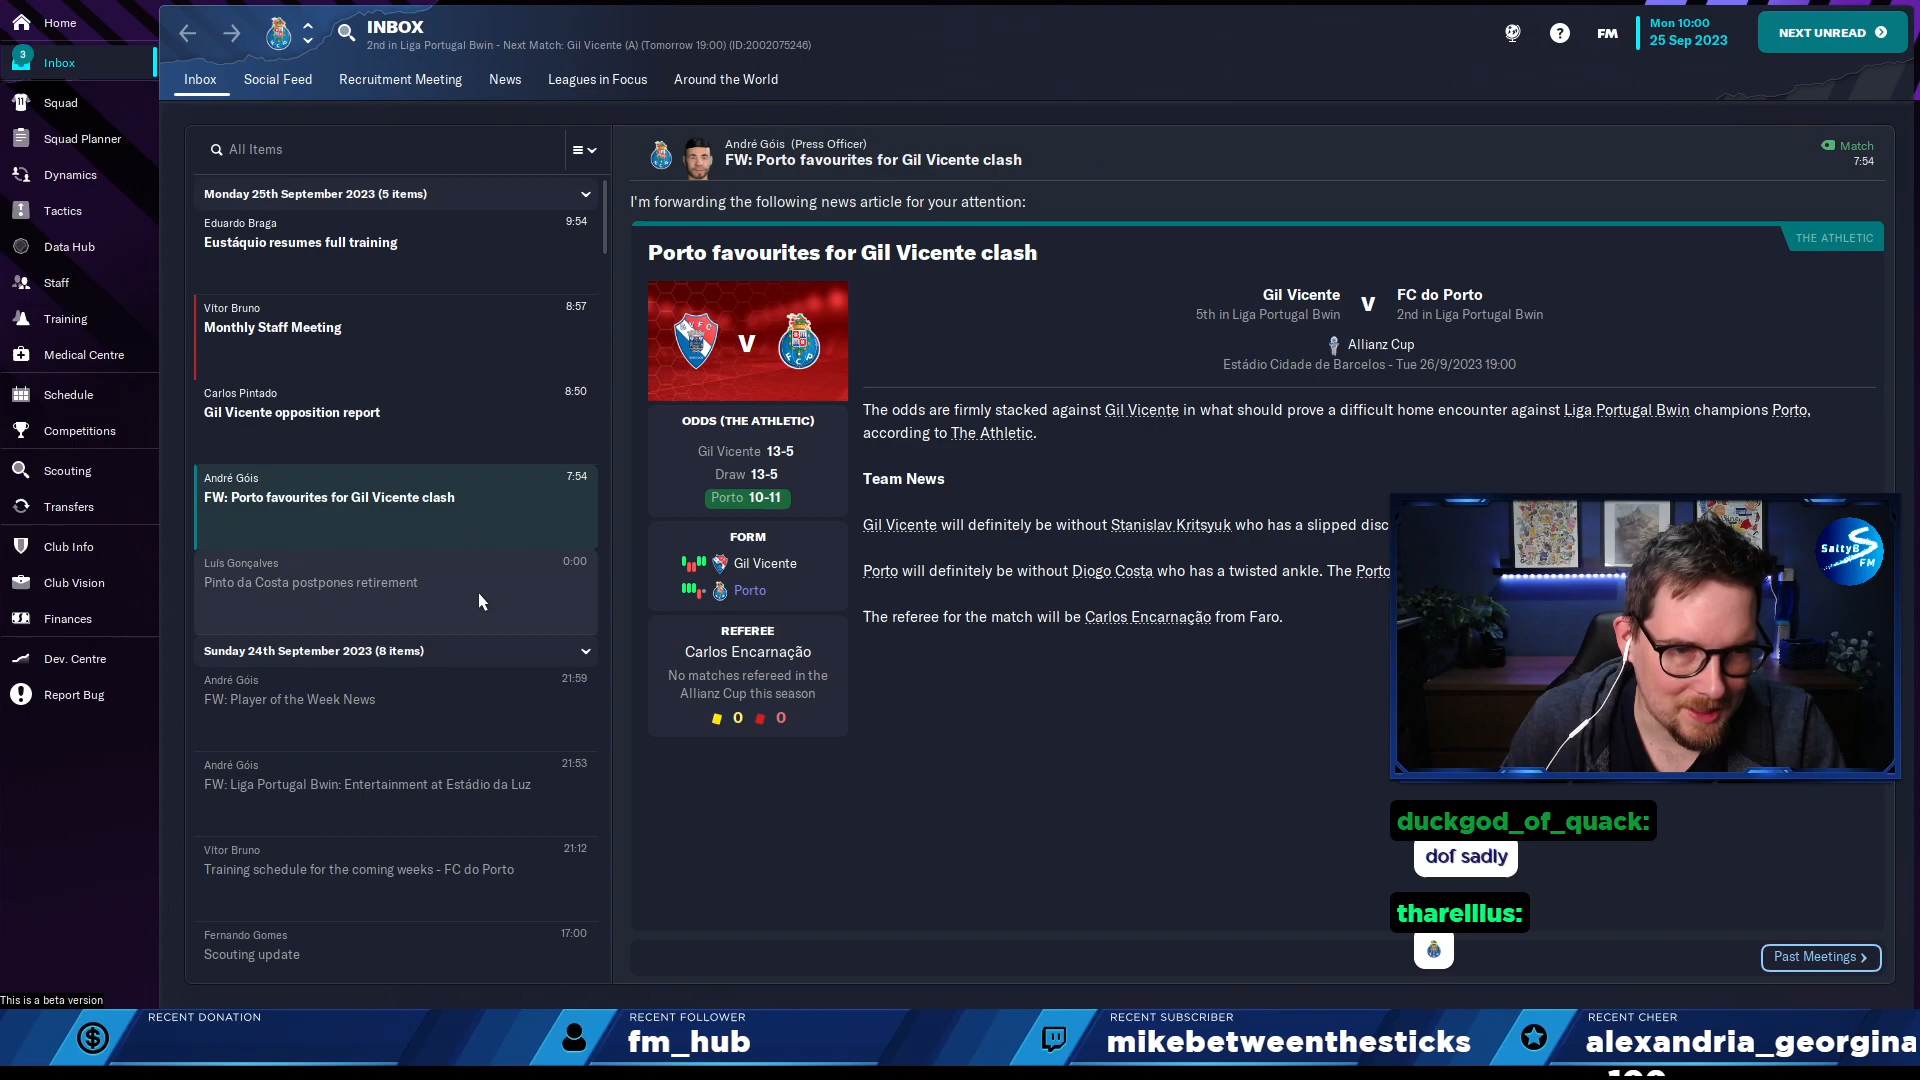 Home
3
Inbox
Squad
Squad Planner
Dynamics
Tactics
Data Hub
Staff
Training
Medical Centre
Schedule
Competitions
Scouting
Transfers
Club Info
Club Vision
Finances
Dev. Centre
Report Bug
This is a beta version
INBOX
2nd in Liga Portugal Bwin - Next Match: Gil Vicente (A) (Tomorrow 19:00) (ID:2002075246)
FM
Mon 10:00
25 Sep 2023
NEXT UNREAD
Inbox
Social Feed
Recruitment Meeting
News
Leagues in Focus
Around the World
All Items
Monday 25th September 2023 (5 items)
Eduardo Braga
9:54
Eustáquio resumes full training
Vítor Bruno
8:57
Monthly Staff Meeting
Carlos Pintado
8:50
Gil Vicente opposition report
André Góis
7:54
FW: Porto favourites for Gil Vicente clash
Luís Gonçalves
0:00
Pinto da Costa postpones retirement
Sunday 24th September 2023 (8 items)
André Góis
21:59
FW: Player of the Week News
André Góis
21:53
FW: Liga Portugal Bwin: Entertainment at Estádio da Luz
Vítor Bruno
21:12
Training schedule for the coming weeks - FC do Porto
Fernando Gomes
17:00
Scouting update
André Góis (Press Officer)
FW: Porto favourites for Gil Vicente clash
Match
7:54
I'm forwarding the following news article for your attention:
THE ATHLETIC
Porto favourites for Gil Vicente clash
V
Gil Vicente
5th in Liga Portugal Bwin
V
FC do Porto
2nd in Liga Portugal Bwin
Allianz Cup
Estádio Cidade de Barcelos - Tue 26/9/2023 19:00
ODDS (THE ATHLETIC)
Gil Vicente 13-5
Draw 13-5
Porto 10-11
FORM
Gil Vicente
Porto
REFEREE
Carlos Encarnação
No matches refereed in the
Allianz Cup this season
0 0
The odds are firmly stacked against Gil Vicente in what should prove a difficult home encounter against Liga Portugal Bwin champions Porto,
according to The Athletic.
Team News
Gil Vicente will definitely be without Stanislav Kritsyuk who has a slipped disc
Porto will definitely be without Diogo Costa who has a twisted ankle. The Porto
The referee for the match will be Carlos Encarnação from Faro.
SaltyB
FM
duckgod_of_quack:
dof sadly
tharelllus:
Past Meetings
RECENT DONATION
RECENT FOLLOWER
fm_hub
RECENT SUBSCRIBER
mikebetweenthesticks
RECENT CHEER
alexandria_georgina